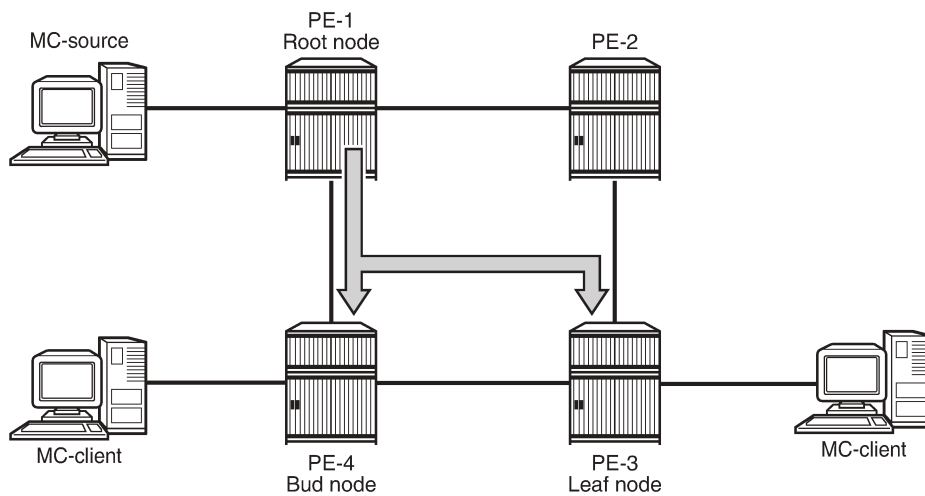 MC-source
PE-1
Root node
PE-2
MC-client
PE-4
Bud node
PE-3
Leaf node
MC-client